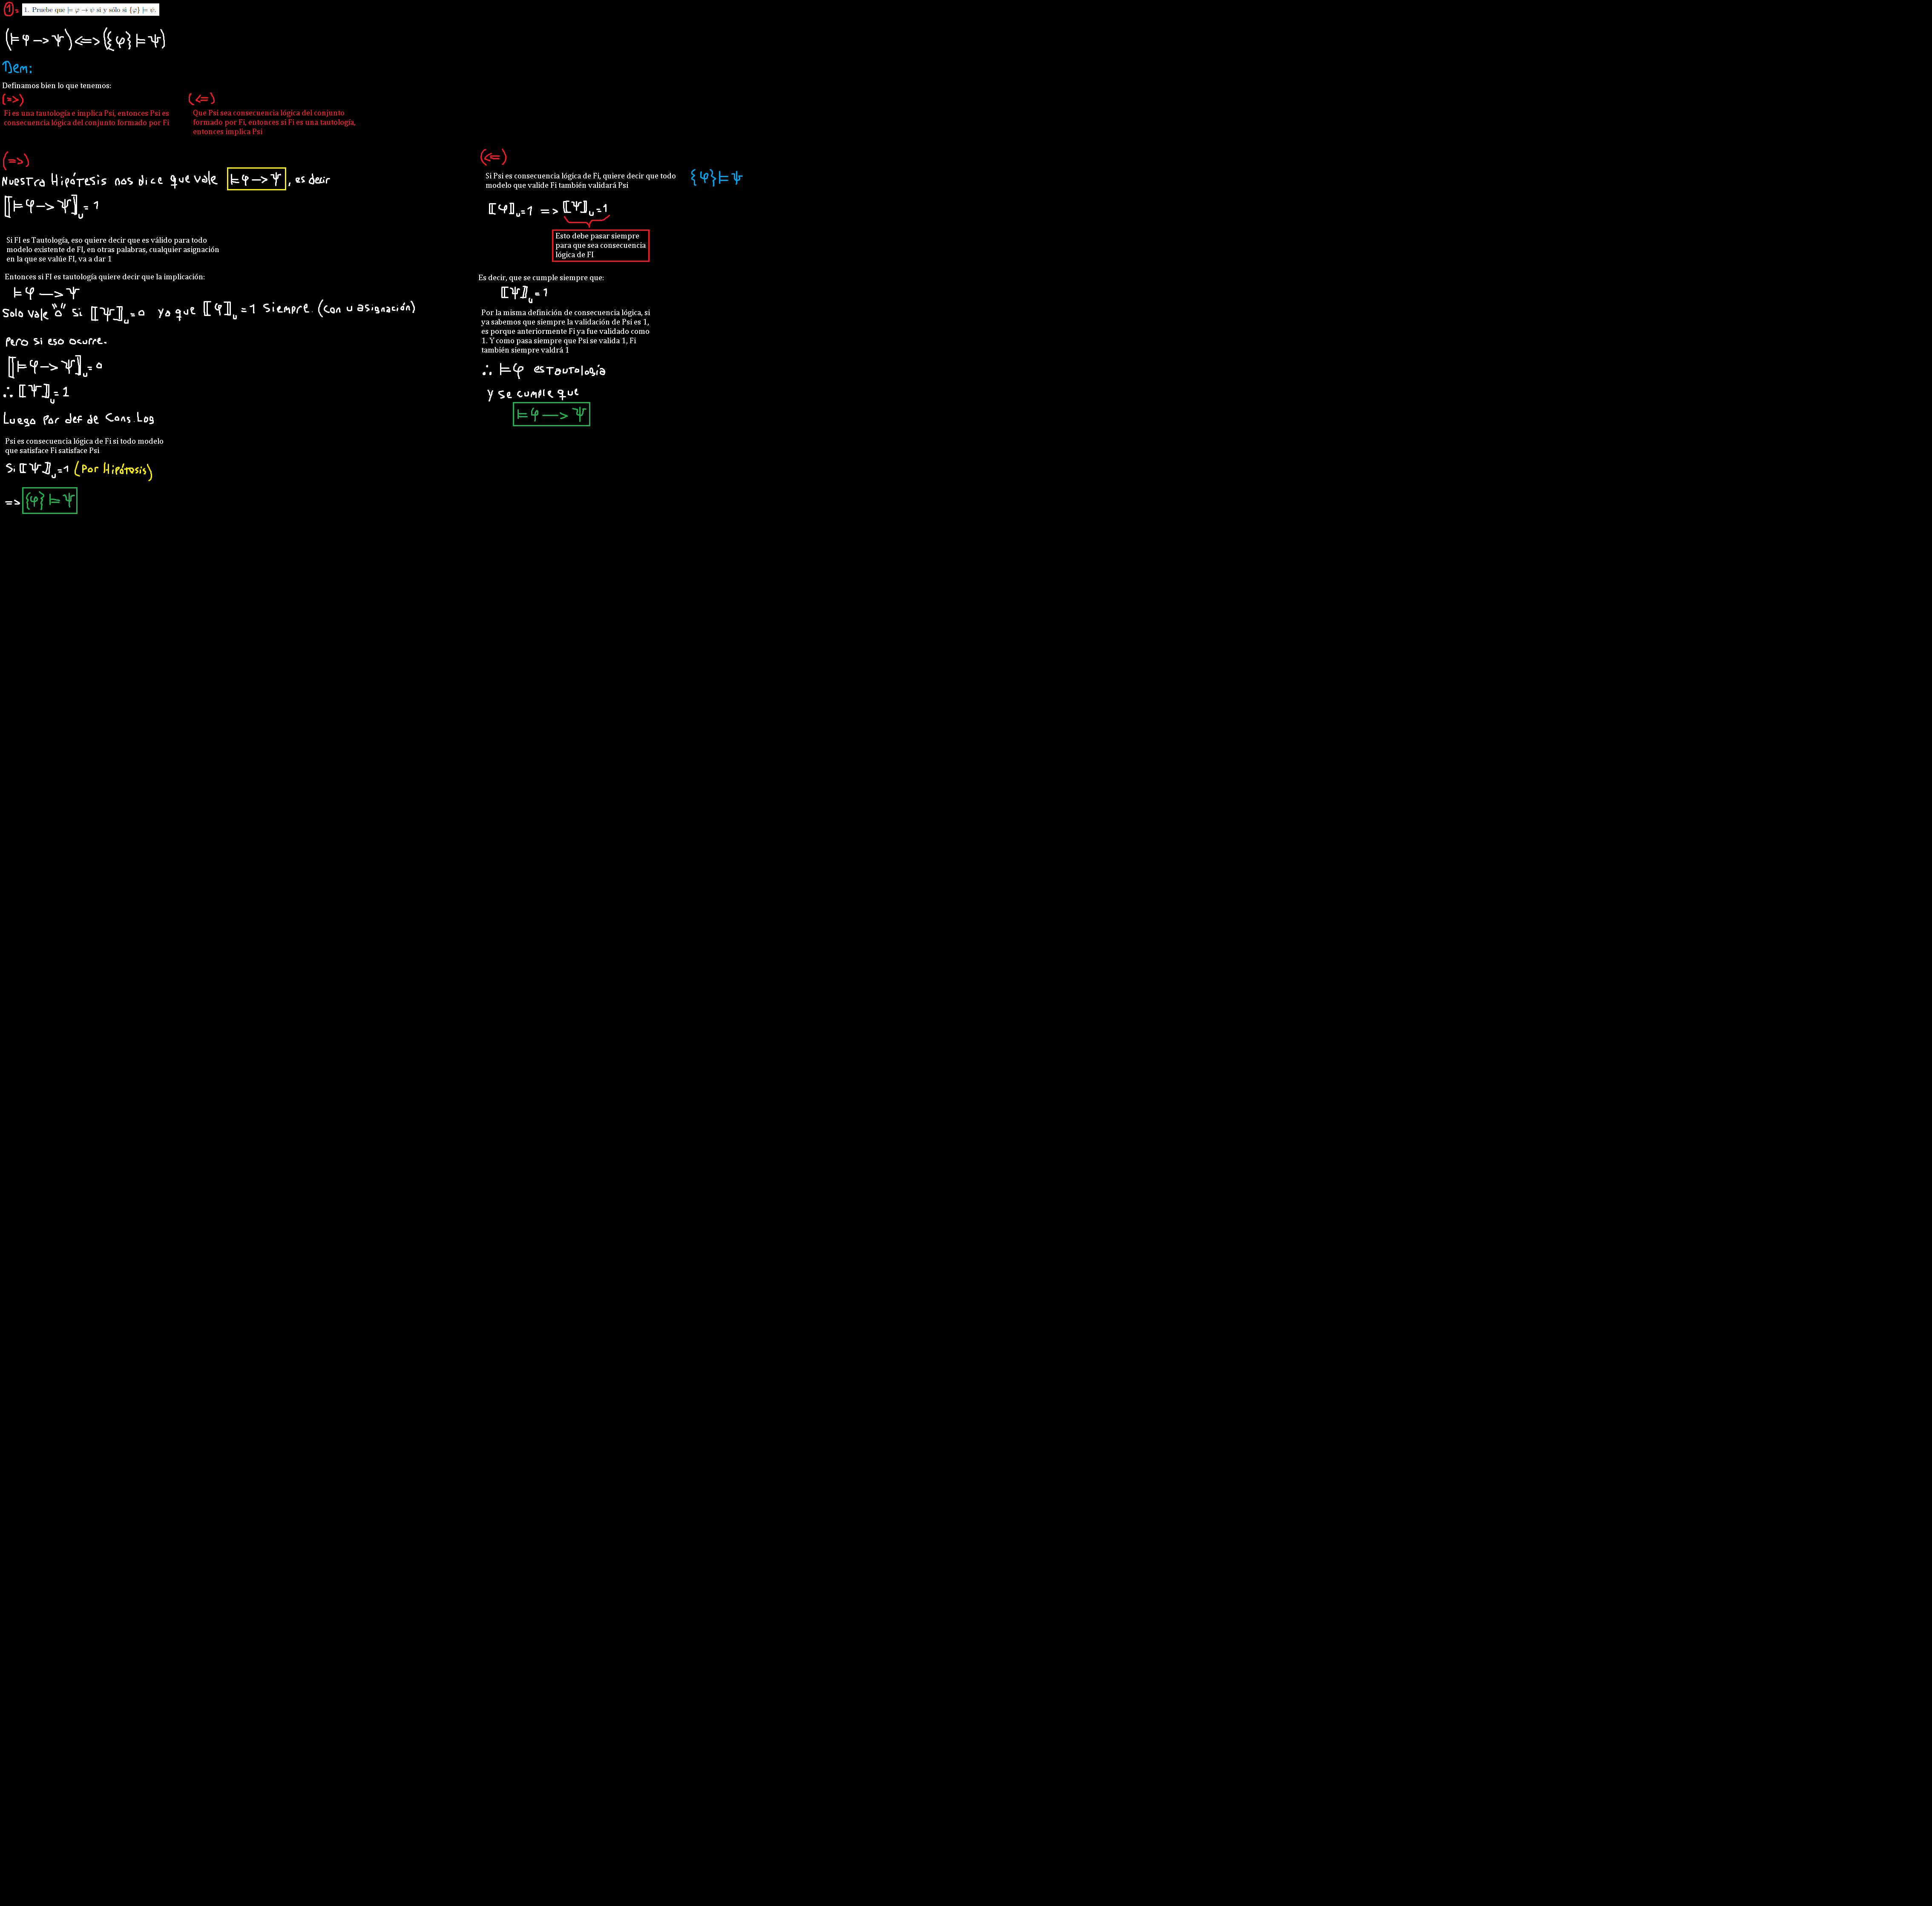 1. 1. Pruebe que ⊨ φ → ψ si y sólo si {φ} ⊨ ψ.
(⊨ φ -> ψ) <=> ({φ} ⊨ ψ)
Dem:
Definamos bien lo que tenemos:
(=>)
Fi es una tautología e implica Psi, entonces Psi es
consecuencia lógica del conjunto formado por Fi
(<=)
Que Psi sea consecuencia lógica del conjunto
formado por Fi, entonces si Fi es una tautología,
entonces implica Psi
(=>)
Nuestra Hipótesis nos dice que vale ⊨ φ -> ψ, es decir
⟦⊨ φ -> ψ⟧u = 1
Si FI es Tautología, eso quiere decir que es válido para todo
modelo existente de FI, en otras palabras, cualquier asignación
en la que se valúe FI, va a dar 1
Entonces si FI es tautología quiere decir que la implicación:
⊨ φ —> ψ
Solo vale "0" si ⟦ψ⟧u = 0 ya que ⟦φ⟧u = 1 siempre. (con u asignación)
Pero si eso ocurre.
⟦⊨ φ -> ψ⟧u = 0
∴ ⟦ψ⟧u = 1
Luego por def de Cons. Log
Psi es consecuencia lógica de Fi si todo modelo
que satisface Fi satisface Psi
Si ⟦ψ⟧u = 1 (Por Hipótesis)
=> {φ} ⊨ ψ
(<=)
Si Psi es consecuencia lógica de Fi, quiere decir que todo
modelo que valide Fi también validará Psi
{φ} ⊨ ψ
⟦φ⟧u = 1 => ⟦ψ⟧u = 1
Esto debe pasar siempre
para que sea consecuencia
lógica de FI
Es decir, que se cumple siempre que:
⟦ψ⟧u = 1
Por la misma definición de consecuencia lógica, si
ya sabemos que siempre la validación de Psi es 1,
es porque anteriormente Fi ya fue validado como
1. Y como pasa siempre que Psi se valida 1, Fi
también siempre valdrá 1
∴ ⊨ φ es Tautología
y se cumple que
⊨ φ —> ψ